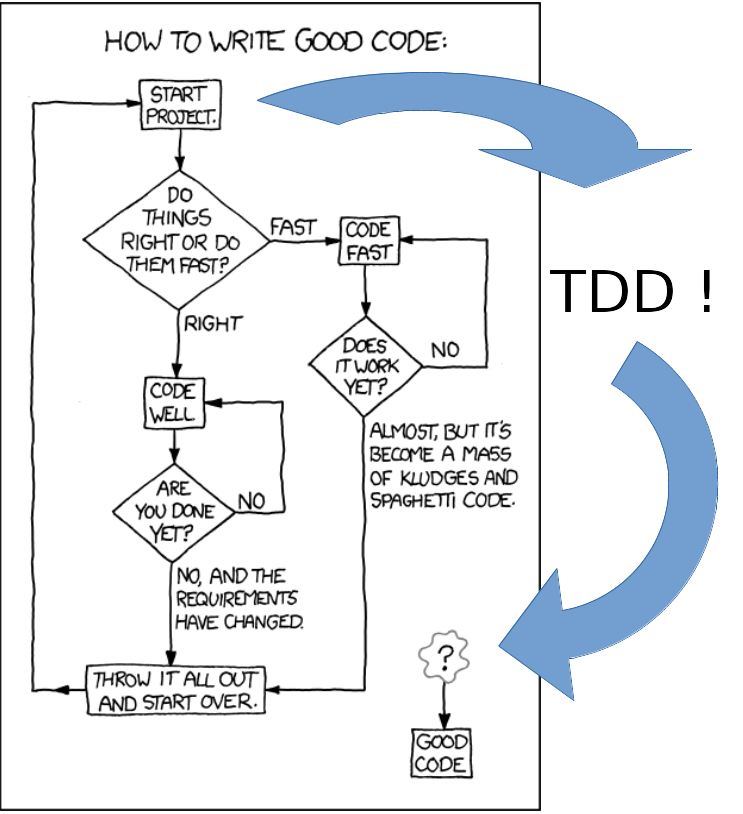 HOW TO WRITE GOOD CODE:
START
PROJECT.
DO
THINGS
RIGHT OR DO
THEM FAST?
FAST
CODE
FAST
RIGHT
DOES
IT WORK
YET?
NO
CODE
WELL
ALMOST, BUT IT'S
BECOME A MASS
OF KLUDGES AND
SPAGHETTI CODE.
ARE
YOU DONE
YET?
NO
NO, AND THE
REQUIREMENTS
HAVE CHANGED.
THROW IT ALL OUT
AND START OVER.
?
GOOD
CODE
TDD !